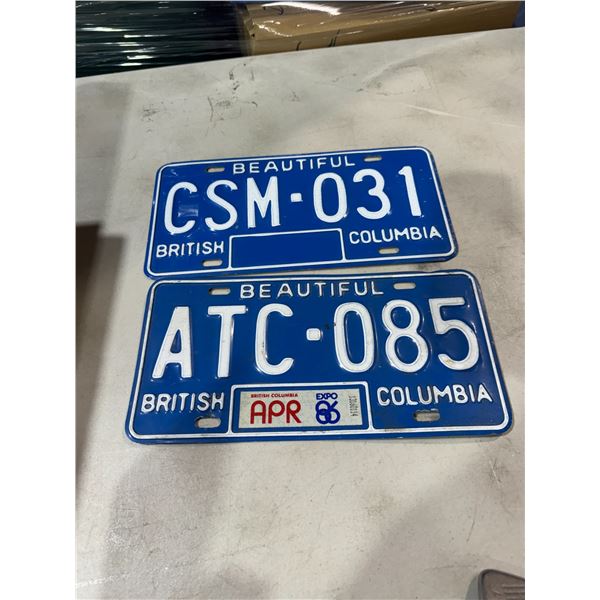 BEAUTIFUL
CSM·031
BRITISH COLUMBIA
BEAUTIFUL
ATC·085
BRITISH COLUMBIA
BRITISH COLUMBIA EXPO
APR 86